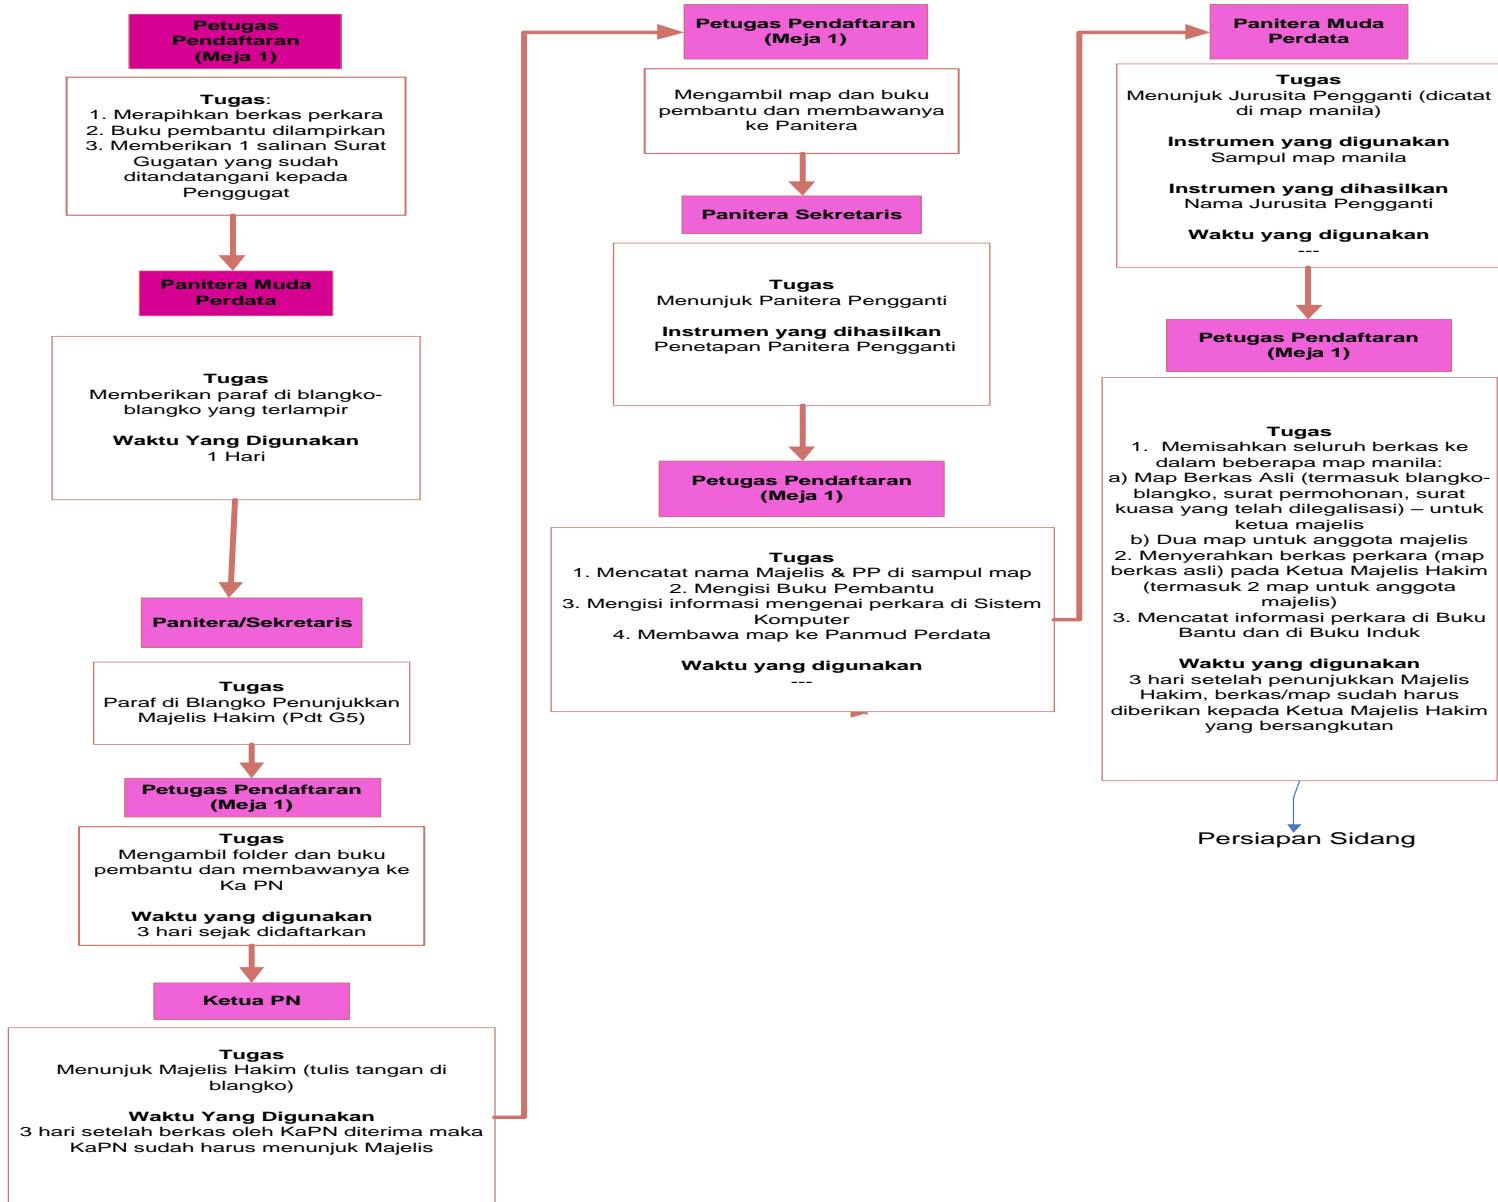 Petugas
Pendaftaran
(Meja 1)
Tugas:
1. Merapihkan berkas perkara
2. Buku pembantu dilampirkan
3. Memberikan 1 salinan Surat
Gugatan yang sudah
ditandatangani kepada
Penggugat
Panitera Muda
Perdata
Tugas
Memberikan paraf di blangko-
blangko yang terlampir
Waktu Yang Digunakan
1 Hari
Panitera/Sekretaris
Tugas
Paraf di Blangko Penunjukkan
Majelis Hakim (Pdt G5)
Petugas Pendaftaran
(Meja 1)
Tugas
Mengambil folder dan buku
pembantu dan membawanya ke
Ka PN
Waktu yang digunakan
3 hari sejak didaftarkan
Ketua PN
Tugas
Menunjuk Majelis Hakim (tulis tangan di
blangko)
Waktu Yang Digunakan
3 hari setelah berkas oleh KaPN diterima maka
KaPN sudah harus menunjuk Majelis
Petugas Pendaftaran
(Meja 1)
Mengambil map dan buku
pembantu dan membawanya
ke Panitera
Panitera Sekretaris
Tugas
Menunjuk Panitera Pengganti
Instrumen yang dihasilkan
Penetapan Panitera Pengganti
Petugas Pendaftaran
(Meja 1)
Tugas
1. Mencatat nama Majelis & PP di sampul map
2. Mengisi Buku Pembantu
3. Mengisi informasi mengenai perkara di Sistem
Komputer
4. Membawa map ke Panmud Perdata
Waktu yang digunakan
---
Panitera Muda
Perdata
Tugas
Menunjuk Jurusita Pengganti (dicatat
di map manila)
Instrumen yang digunakan
Sampul map manila
Instrumen yang dihasilkan
Nama Jurusita Pengganti
Waktu yang digunakan
---
Petugas Pendaftaran
(Meja 1)
Tugas
1. Memisahkan seluruh berkas ke
dalam beberapa map manila:
a) Map Berkas Asli (termasuk blangko-
blangko, surat permohonan, surat
kuasa yang telah dilegalisasi) – untuk
ketua majelis
b) Dua map untuk anggota majelis
2. Menyerahkan berkas perkara (map
berkas asli) pada Ketua Majelis Hakim
(termasuk 2 map untuk anggota
majelis)
3. Mencatat informasi perkara di Buku
Bantu dan di Buku Induk
Waktu yang digunakan
3 hari setelah penunjukkan Majelis
Hakim, berkas/map sudah harus
diberikan kepada Ketua Majelis Hakim
yang bersangkutan
Persiapan Sidang